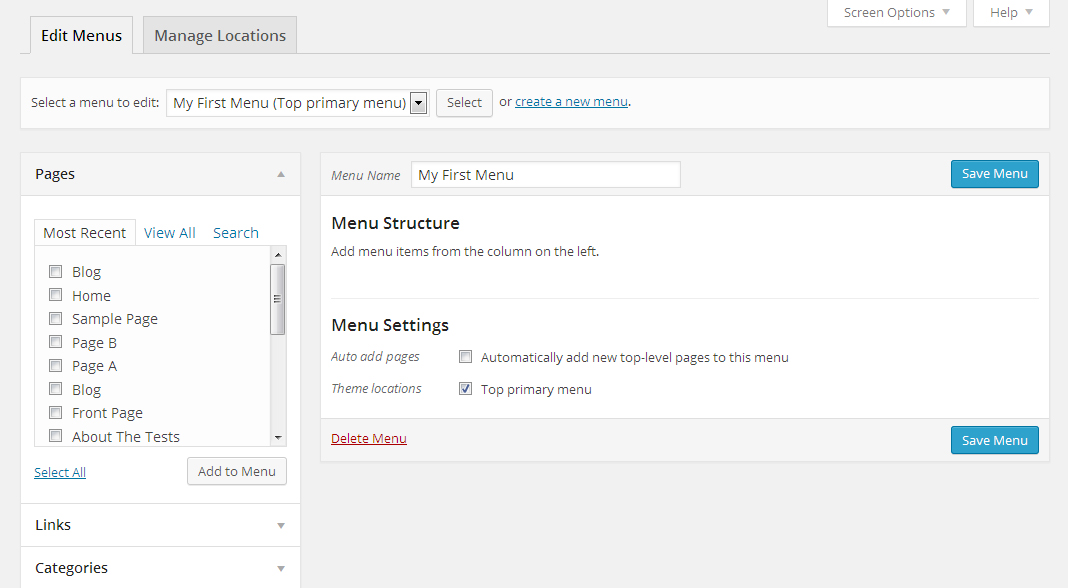 Screen Options
Help
Edit Menus
Manage Locations
Select a menu to edit: My First Menu (Top primary menu) Select or create a new menu.
Pages
Most Recent View All Search
Blog
Home
Sample Page
Page B
Page A
Blog
Front Page
About The Tests
Select All Add to Menu
Links
Categories
Menu Name My First Menu Save Menu
Menu Structure
Add menu items from the column on the left.
Menu Settings
Auto add pages Automatically add new top-level pages to this menu
Theme locations Top primary menu
Delete Menu Save Menu